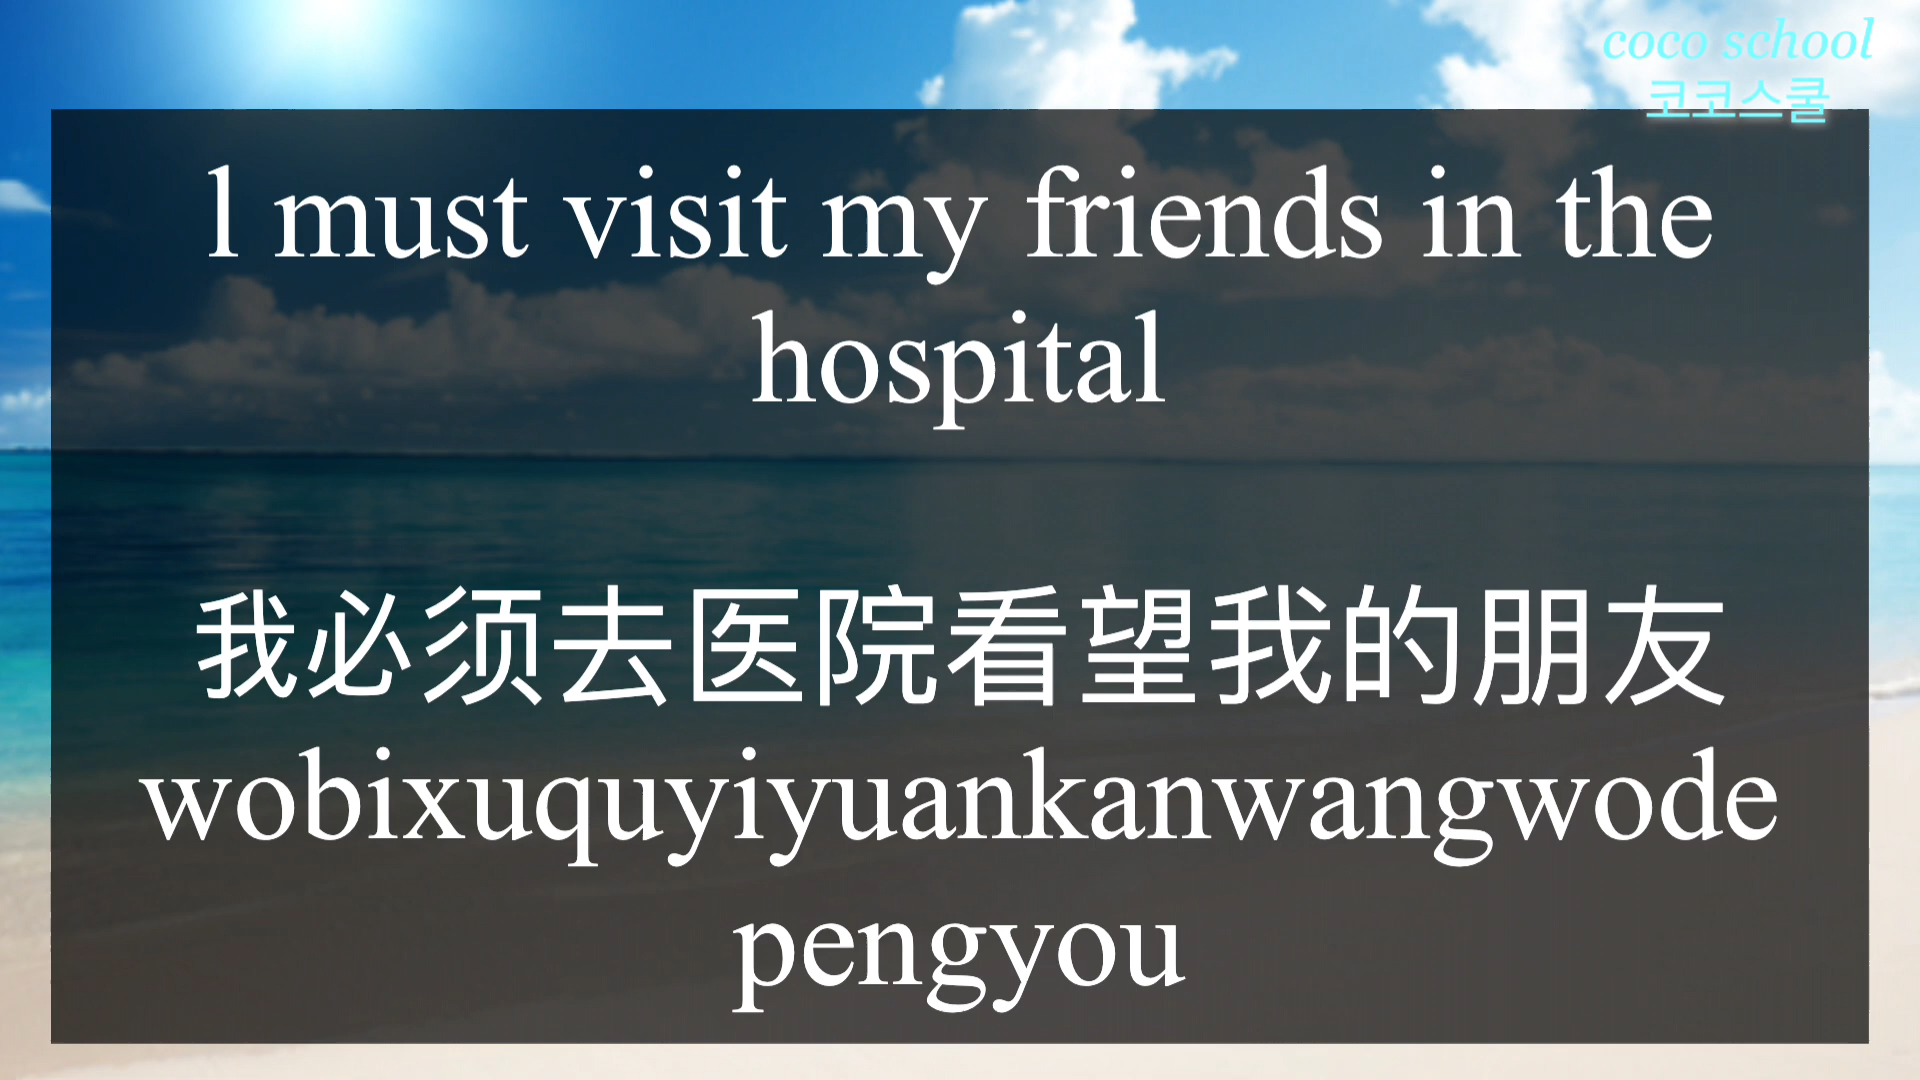 coco school
코코스쿨
l must visit my friends in the
hospital
我必须去医院看望我的朋友
wobixuquyiyuankanwangwode
pengyou